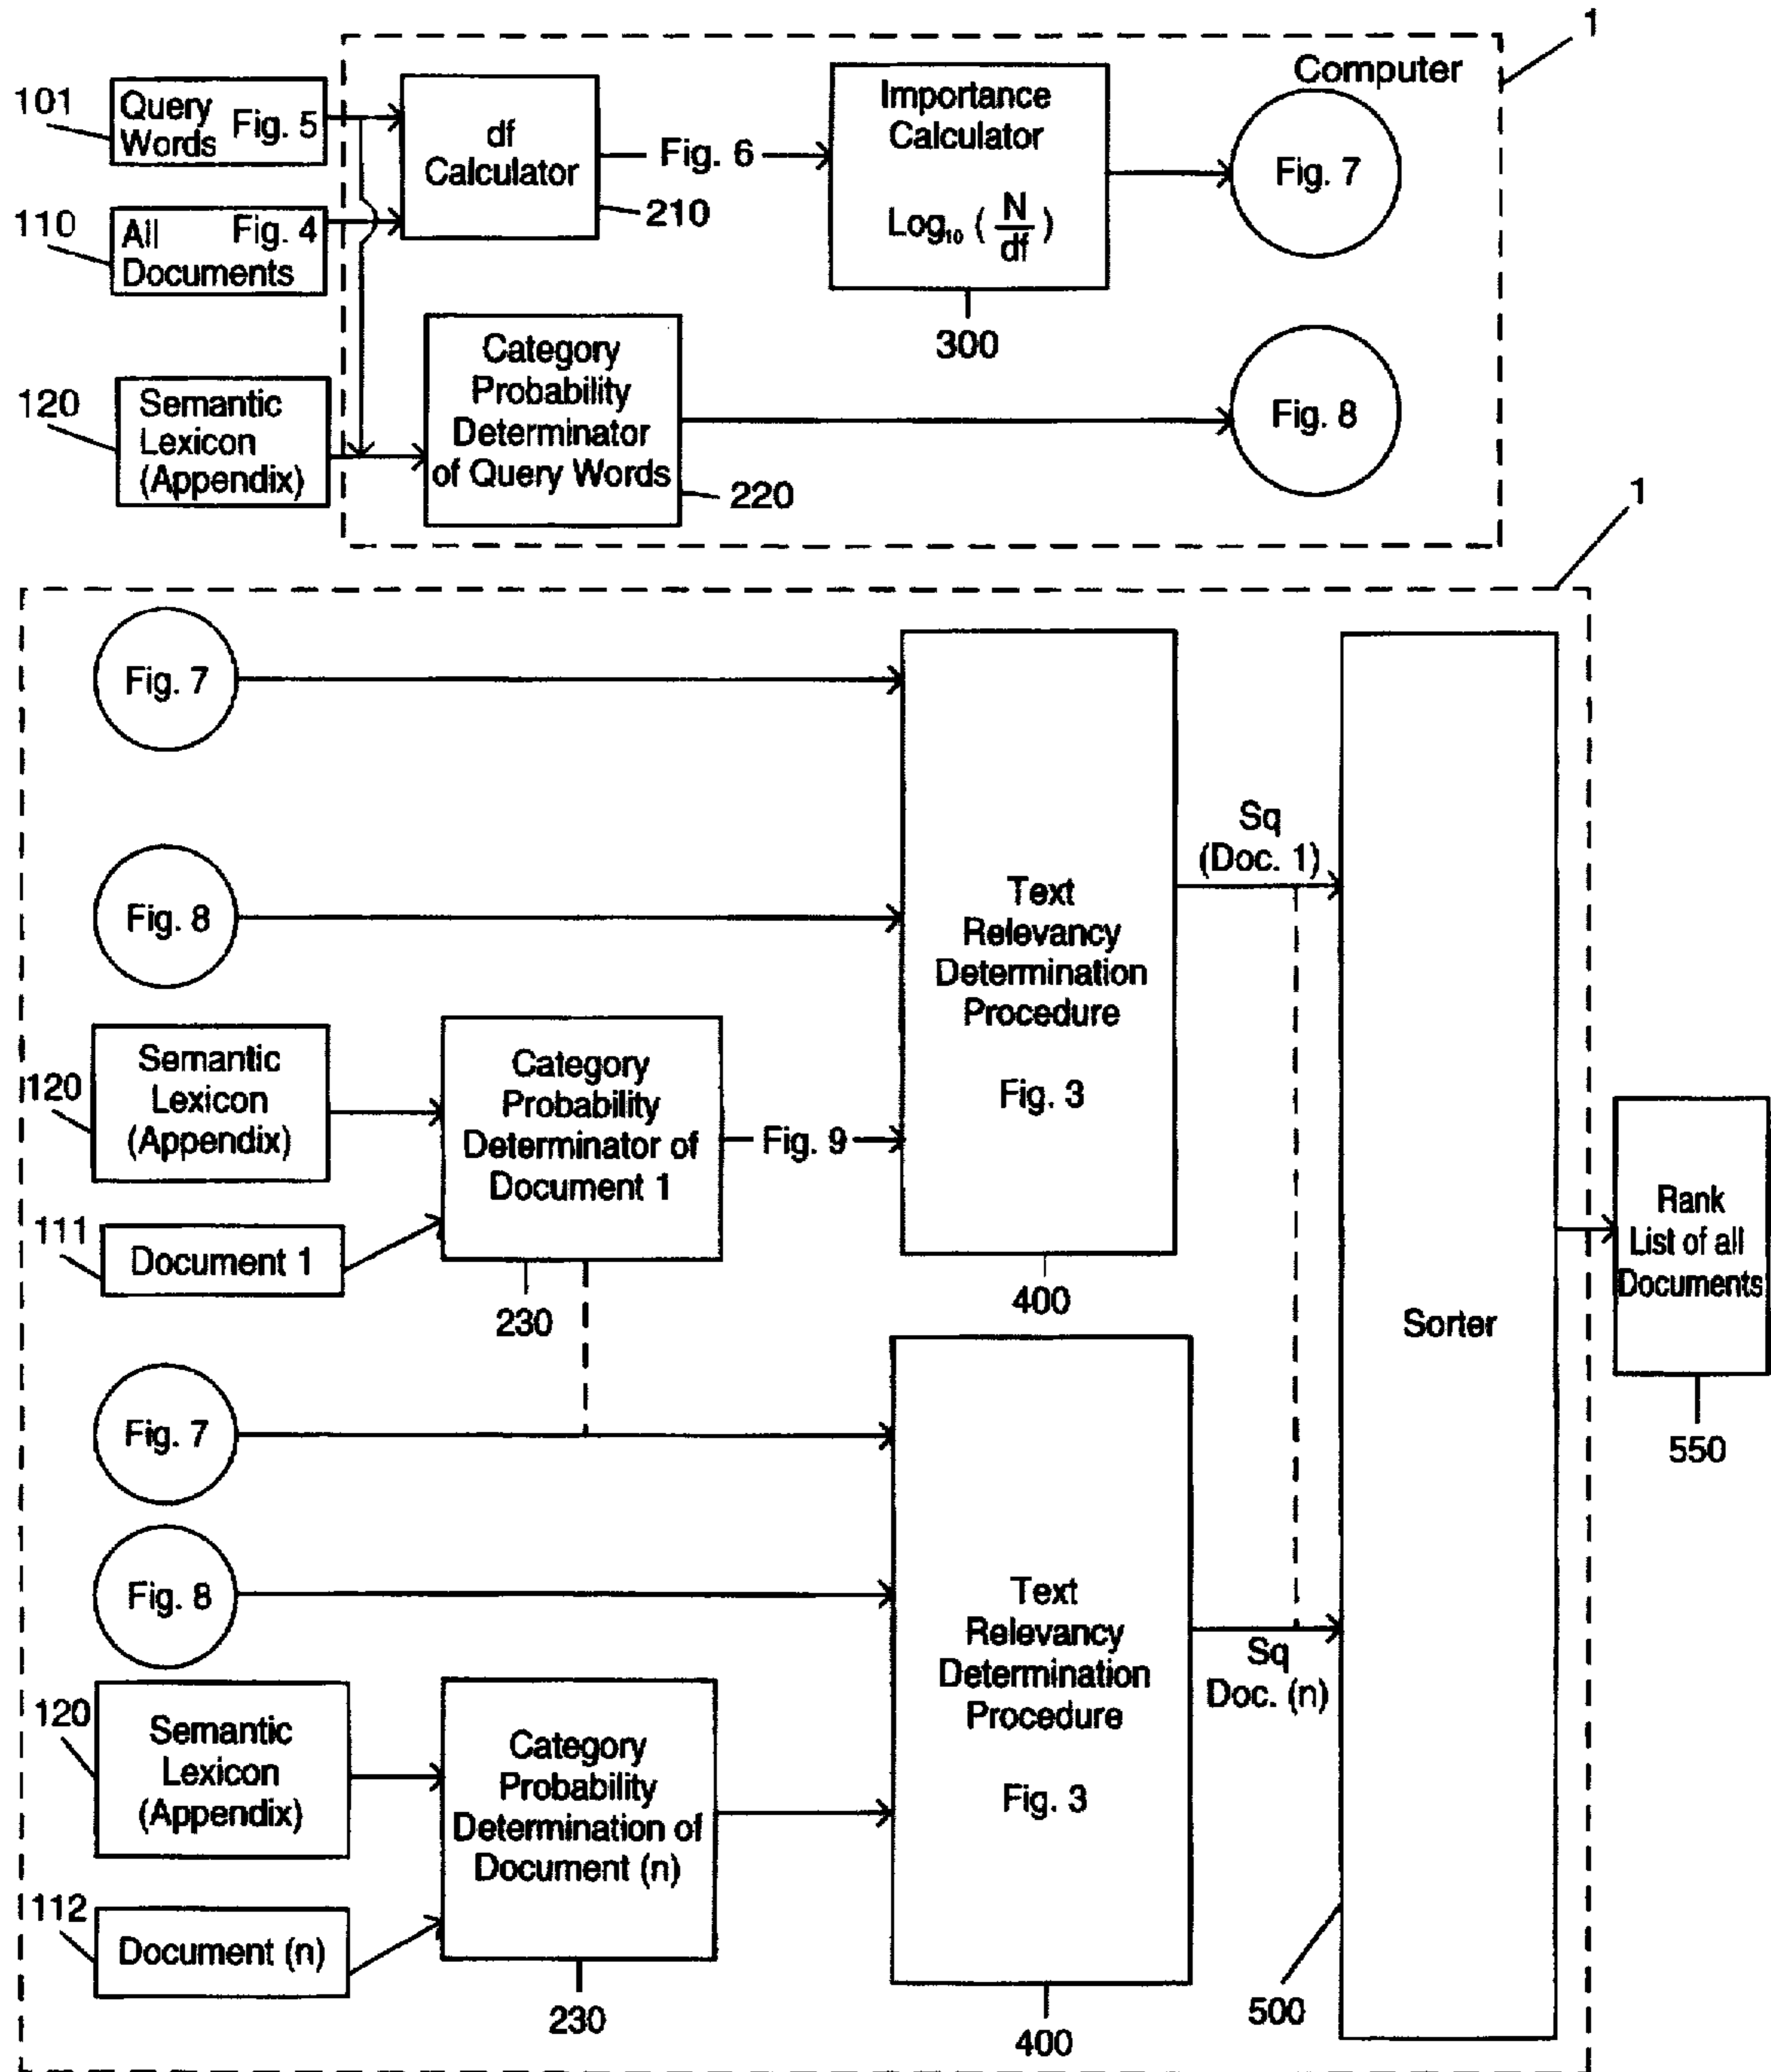 1
Computer
101
Query
Words
Fig. 5
df
Calculator
210
Fig. 6
Importance
Calculator
Log₁₀ ( N/df )
300
Fig. 7
110
All
Documents
Fig. 4
120
Semantic
Lexicon
(Appendix)
Category
Probability
Determinator
of Query Words
220
Fig. 8
1
Fig. 7
Fig. 8
120
Semantic
Lexicon
(Appendix)
111
Document 1
Category
Probability
Determinator of
Document 1
230
Fig. 9
Text
Relevancy
Determination
Procedure
Fig. 3
400
Sq
(Doc. 1)
Fig. 7
Fig. 8
120
Semantic
Lexicon
(Appendix)
112
Document (n)
Category
Probability
Determination of
Document (n)
230
Text
Relevancy
Determination
Procedure
Fig. 3
400
Sq
Doc. (n)
Sorter
500
Rank
List of all
Documents
550